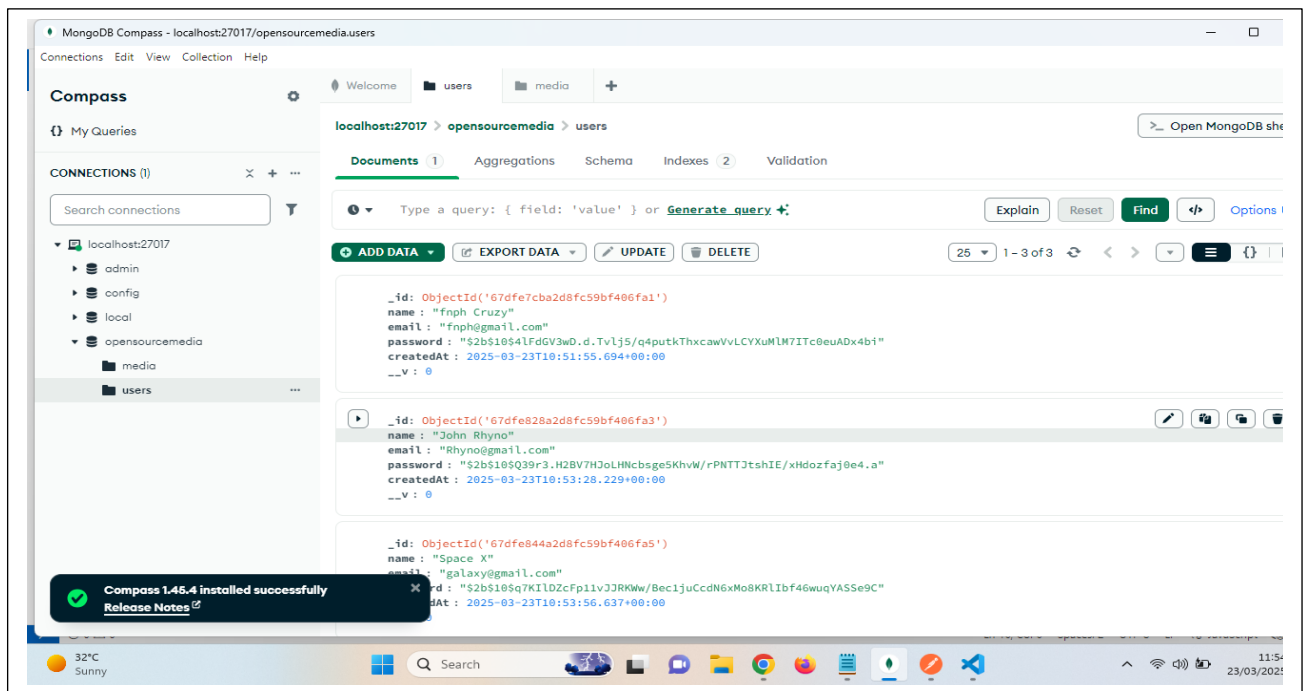 MongoDB Compass - localhost:27017/opensourcemedia.users
Connections Edit View Collection Help
Compass
{} My Queries
CONNECTIONS (1)
Search connections
localhost:27017
admin
config
local
opensourcemedia
media
users
Welcome users media
localhost:27017 > opensourcemedia > users
>_ Open MongoDB she
Documents 1 Aggregations Schema Indexes 2 Validation
Type a query: { field: 'value' } or Generate query
Explain Reset Find </> Options
ADD DATA EXPORT DATA UPDATE DELETE
25 1 – 3 of 3 {}
_id: ObjectId('67dfe7cba2d8fc59bf406fa1')
name : "fnph Cruzy"
email : "fnph@gmail.com"
password : "$2b$10$4lFdGV3wD.d.Tvlj5/q4putkThxcawVvLCYXuMlM7ITc0euADx4bi"
createdAt : 2025-03-23T10:51:55.694+00:00
__v : 0
_id: ObjectId('67dfe828a2d8fc59bf406fa3')
name : "John Rhyno"
email : "Rhyno@gmail.com"
password : "$2b$10$Q39r3.H2BV7HJoLHNcbsge5KhvW/rPNTTJtshIE/xHdozfaj0e4.a"
createdAt : 2025-03-23T10:53:28.229+00:00
__v : 0
_id: ObjectId('67dfe844a2d8fc59bf406fa5')
name : "Space X"
email : "galaxy@gmail.com"
rd : "$2b$10$q7KIlDZcFp11vJJRKWw/Bec1juCcdN6xMo8KRlIbf46wuqYASSe9C"
dAt : 2025-03-23T10:53:56.637+00:00
Compass 1.45.4 installed successfully
Release Notes
32°C
Sunny
Search
11:54
23/03/2025